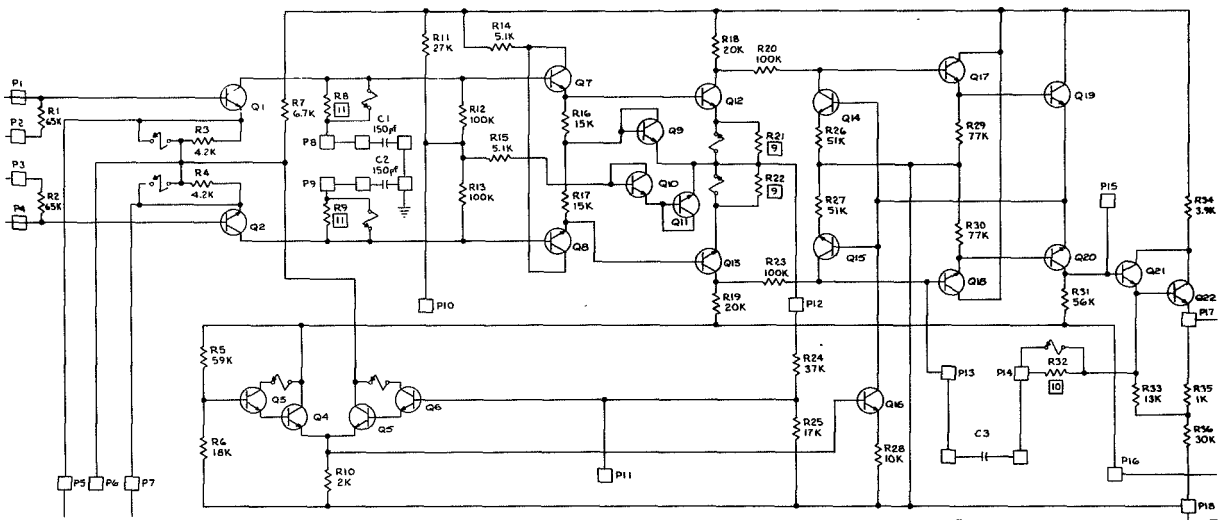 P1
R1
65K
P2
P3
R2
65K
P4
Q1
R3
4.2K
R4
4.2K
Q2
R7
6.7K
R8
11
C1
150pf
P8
C2
150pf
P9
R9
11
R11
27K
R12
100K
R13
100K
R14
5.1K
R15
5.1K
Q7
R16
15K
Q9
Q10
Q11
R17
15K
Q8
P10
R18
20K
R20
100K
Q12
R21
9
R22
9
Q13
R23
100K
R19
20K
P12
Q14
R26
51K
R27
51K
Q15
Q17
R29
77K
R30
77K
Q18
Q19
Q20
P15
R31
56K
Q21
R34
3.9K
Q22
P17
R5
59K
Q3
Q4
Q5
Q6
R6
18K
R10
2K
R24
37K
R25
17K
P11
Q16
R28
10K
P13
P14
R32
10
C3
R33
13K
R35
1K
R36
30K
P16
P5
P6
P7
P18